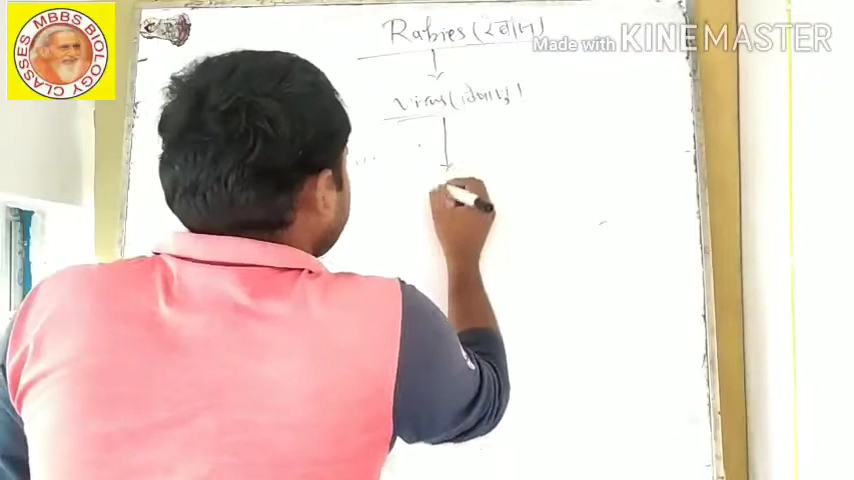 MBBS BIOLOGY CLASSES
Rabies (रेबीज)
Made with KINEMASTER
Virus (विषाणु)